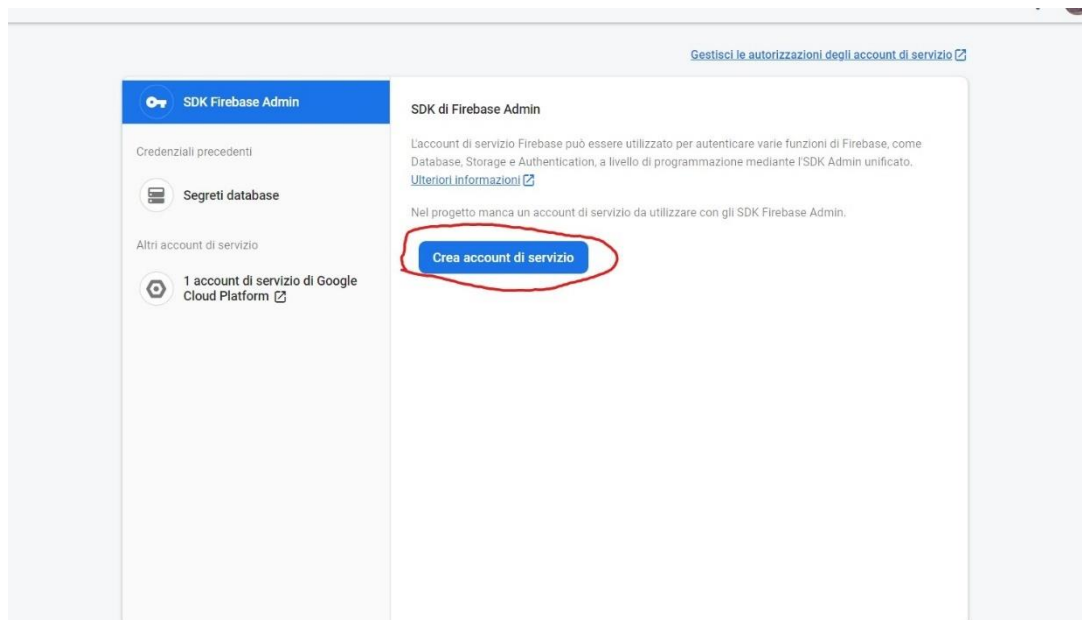 Gestisci le autorizzazioni degli account di servizio
SDK Firebase Admin
Credenziali precedenti
Segreti database
Altri account di servizio
1 account di servizio di Google
Cloud Platform
SDK di Firebase Admin
L'account di servizio Firebase può essere utilizzato per autenticare varie funzioni di Firebase, come
Database, Storage e Authentication, a livello di programmazione mediante l'SDK Admin unificato.
Ulteriori informazioni
Nel progetto manca un account di servizio da utilizzare con gli SDK Firebase Admin.
Crea account di servizio